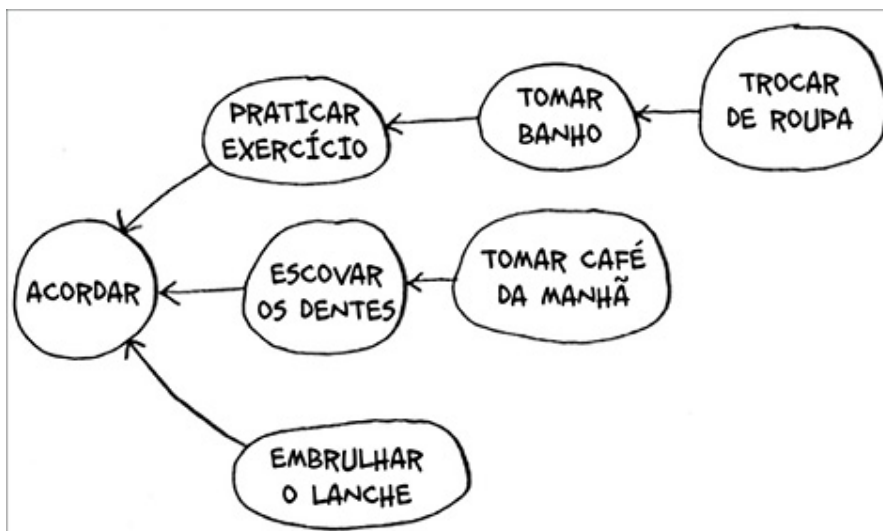 PRATICAR
EXERCÍCIO
TOMAR
BANHO
TROCAR
DE ROUPA
ACORDAR
ESCOVAR
OS DENTES
TOMAR CAFÉ
DA MANHÃ
EMBRULHAR
O LANCHE